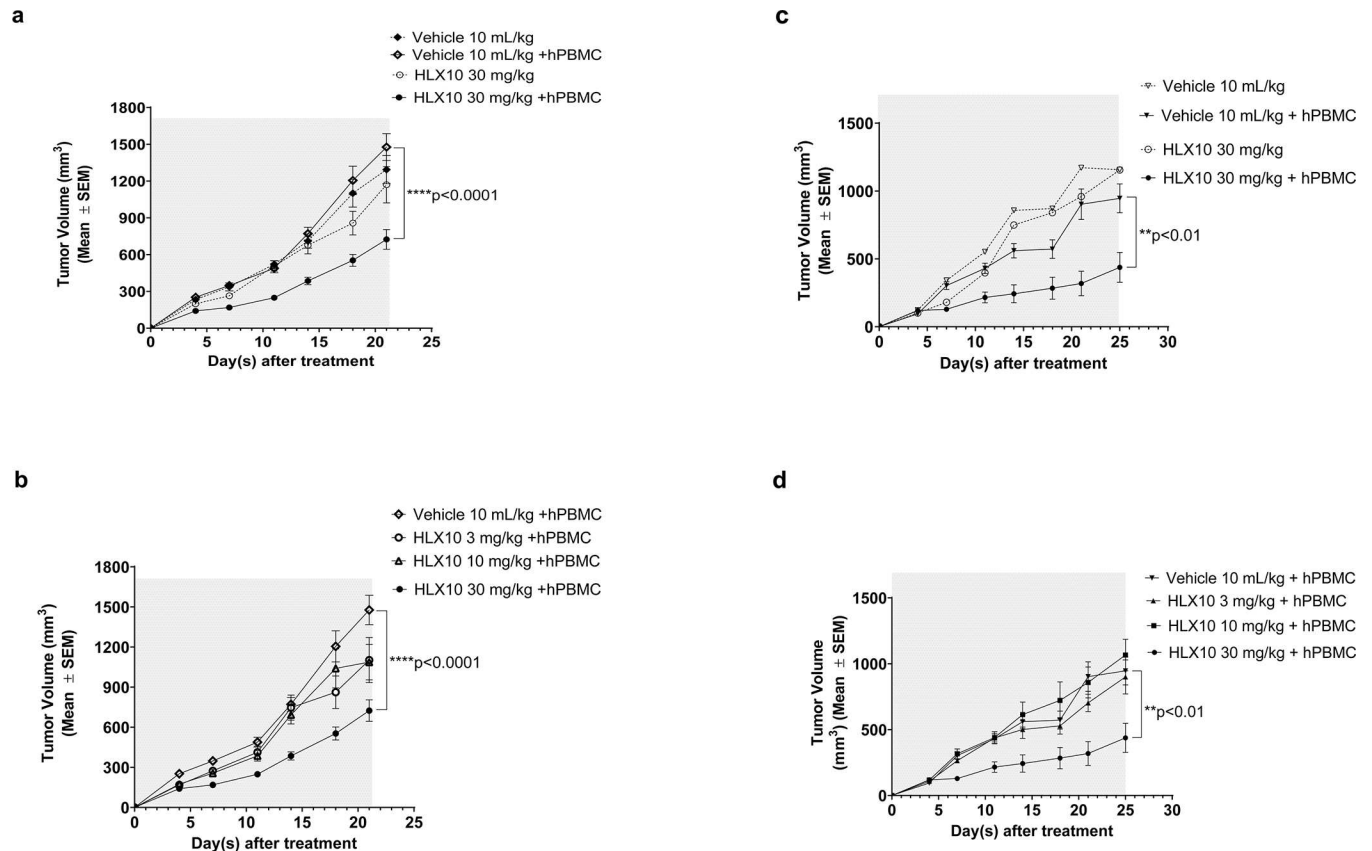 a
Vehicle 10 mL/kg
Vehicle 10 mL/kg +hPBMC
HLX10 30 mg/kg
HLX10 30 mg/kg +hPBMC
Tumor Volume (mm³)
(Mean ± SEM)
1800
1500
1200
900
600
300
0
0 5 10 15 20 25
Day(s) after treatment
****p<0.0001
c
Vehicle 10 mL/kg
Vehicle 10 mL/kg + hPBMC
HLX10 30 mg/kg
HLX10 30 mg/kg + hPBMC
Tumor Volume (mm³)
(Mean ± SEM)
1500
1000
500
0
0 5 10 15 20 25 30
Day(s) after treatment
**p<0.01
b
Vehicle 10 mL/kg +hPBMC
HLX10 3 mg/kg +hPBMC
HLX10 10 mg/kg +hPBMC
HLX10 30 mg/kg +hPBMC
Tumor Volume (mm³)
(Mean ± SEM)
1800
1500
1200
900
600
300
0
0 5 10 15 20 25
Day(s) after treatment
****p<0.0001
d
Vehicle 10 mL/kg + hPBMC
HLX10 3 mg/kg + hPBMC
HLX10 10 mg/kg + hPBMC
HLX10 30 mg/kg + hPBMC
Tumor Volume
(mm³) (Mean ± SEM)
1500
1000
500
0
0 5 10 15 20 25 30
Day(s) after treatment
**p<0.01